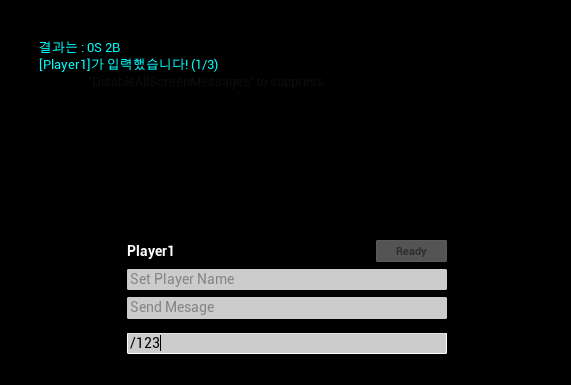 결과는 : 0S 2B
[Player1]가 입력했습니다! (1/3)
DisableAllScreenMessages' to suppress
Player1
Ready
Set Player Name
Send Mesage
/123